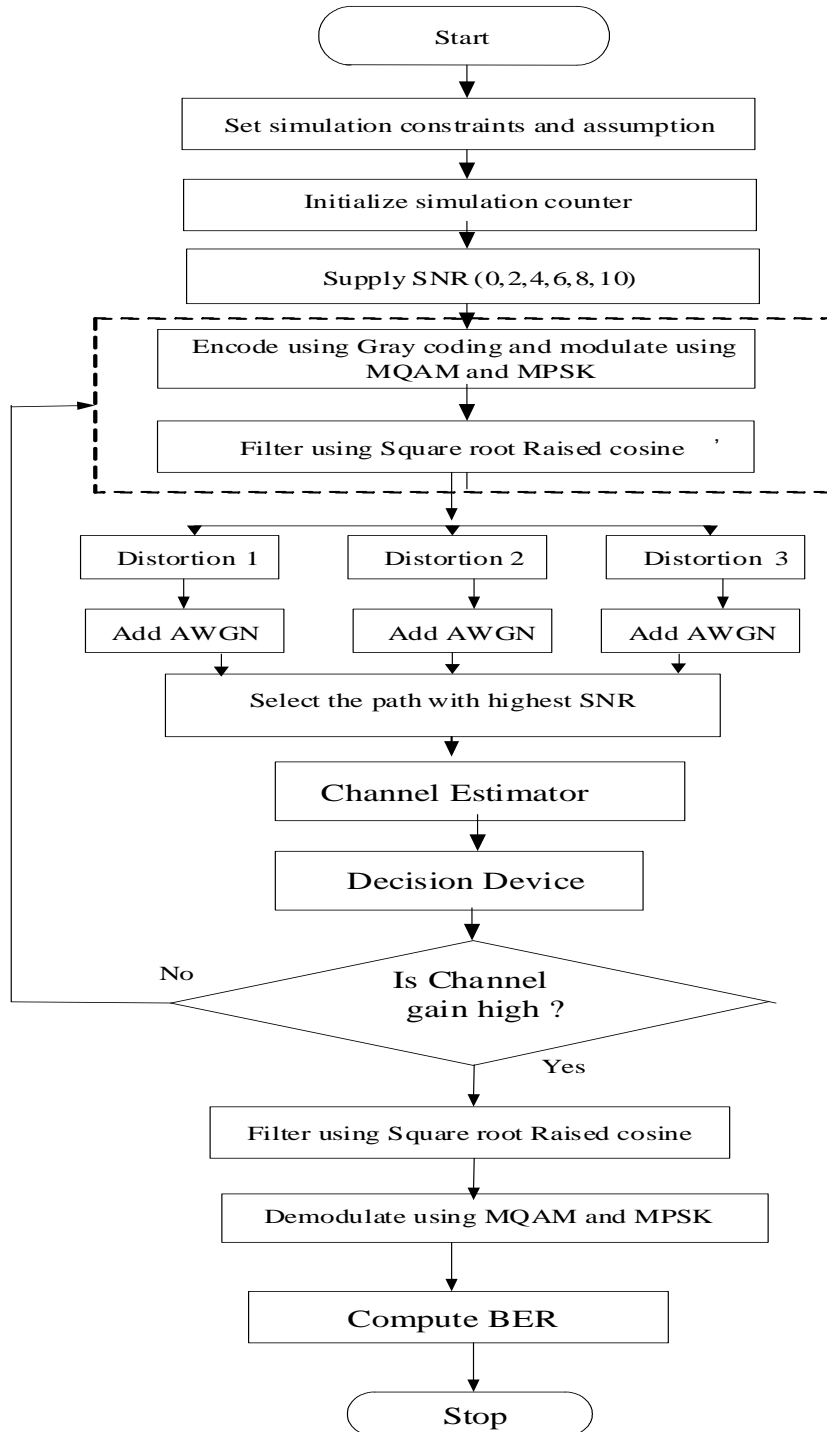 Start
Set simulation constraints and assumption
Initialize simulation counter
Supply SNR (0,2,4,6,8,10)
Encode using Gray coding and modulate using
MQAM and MPSK
Filter using Square root Raised cosine ’
Distortion 1 Distortion 2 Distortion 3
Add AWGN Add AWGN Add AWGN
Select the path with highest SNR
Channel Estimator
Decision Device
No
Is Channel
gain high ?
Yes
Filter using Square root Raised cosine
Demodulate using MQAM and MPSK
Compute BER
Stop